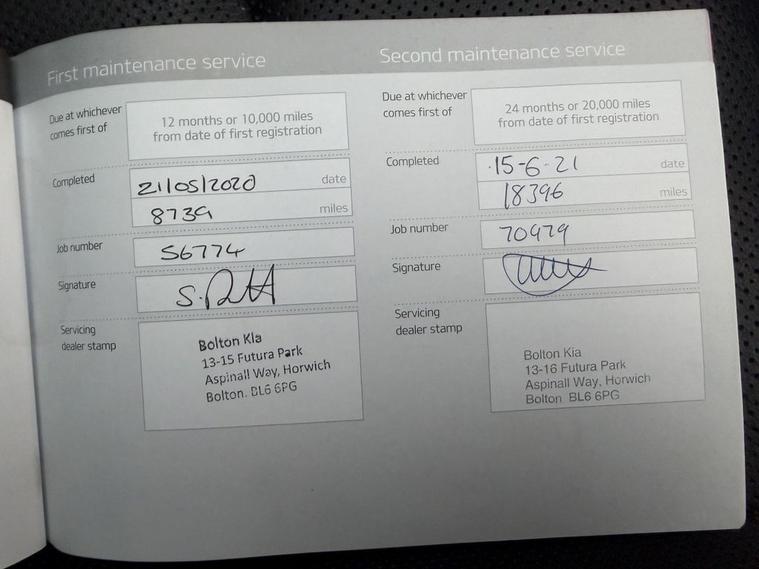 First maintenance service
Due at whichever
comes first of
12 months or 10,000 miles
from date of first registration
Completed
21/05/2020 date
8739 miles
Job number
56774
Signature
Servicing
dealer stamp
Bolton Kia
13-15 Futura Park
Aspinall Way, Horwich
Bolton. BL6 6PG
Second maintenance service
Due at whichever
comes first of
24 months or 20,000 miles
from date of first registration
Completed
15-6-21 date
18396 miles
Job number
70979
Signature
Servicing
dealer stamp
Bolton Kia
13-16 Futura Park
Aspinall Way, Horwich
Bolton BL6 6PG